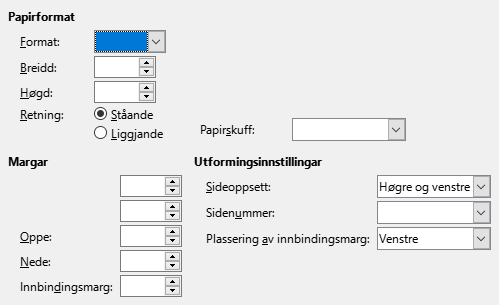 Papirformat
Format:
Breidd:
Høgd:
Retning: Ståande
Liggjande
Papirskuff:
Margar
Oppe:
Nede:
Innbindingsmarg:
Utformingsinnstillingar
Sideoppsett: Høgre og venstre
Sidenummer:
Plassering av innbindingsmarg: Venstre